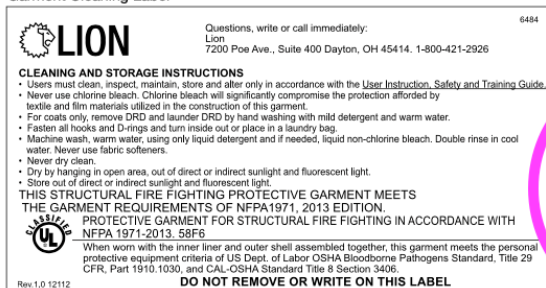 6484
LION
Questions, write or call immediately:
Lion
7200 Poe Ave., Suite 400 Dayton, OH 45414. 1-800-421-2926
CLEANING AND STORAGE INSTRUCTIONS
• Users must clean, inspect, maintain, store and alter only in accordance with the User Instruction, Safety and Training Guide.
• Never use chlorine bleach. Chlorine bleach will significantly compromise the protection afforded by
textile and film materials utilized in the construction of this garment.
• For coats only, remove DRD and launder DRD by hand washing with mild detergent and warm water.
• Fasten all hooks and D-rings and turn inside out or place in a laundry bag.
• Machine wash, warm water, using only liquid detergent and if needed, liquid non-chlorine bleach. Double rinse in cool
water. Never use fabric softeners.
• Never dry clean.
• Dry by hanging in open area, out of direct or indirect sunlight and fluorescent light.
• Store out of direct or indirect sunlight and fluorescent light.
THIS STRUCTURAL FIRE FIGHTING PROTECTIVE GARMENT MEETS
THE GARMENT REQUIREMENTS OF NFPA1971, 2013 EDITION.
CLASSIFIED
UL
PROTECTIVE GARMENT FOR STRUCTURAL FIRE FIGHTING IN ACCORDANCE WITH
NFPA 1971-2013. 58F6
When worn with the inner liner and outer shell assembled together, this garment meets the personal
protective equipment criteria of US Dept. of Labor OSHA Bloodborne Pathogens Standard, Title 29
CFR, Part 1910.1030, and CAL-OSHA Standard Title 8 Section 3406.
Rev.1,0 12112
DO NOT REMOVE OR WRITE ON THIS LABEL